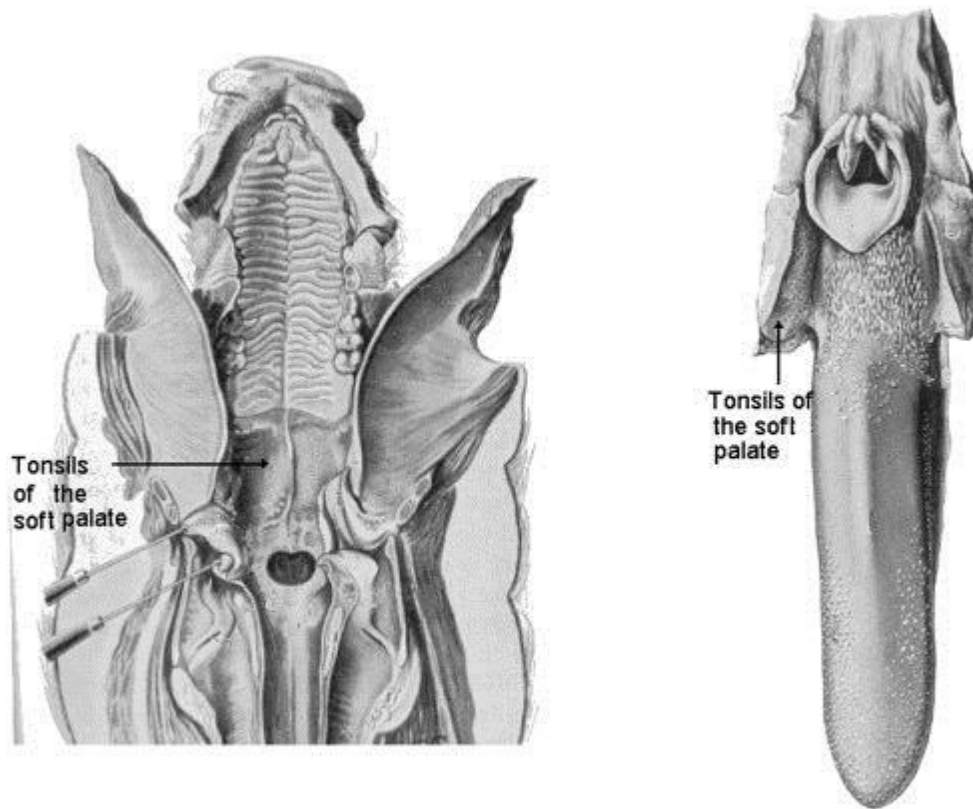 Tonsils
of the
soft palate
Tonsils of
the soft
palate